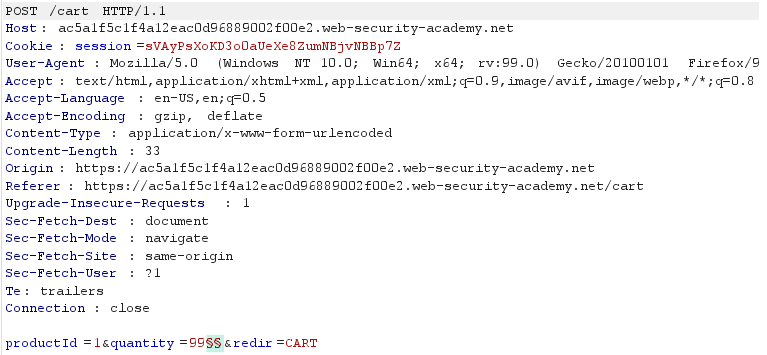 POST /cart HTTP/1.1
Host: ac5a1f5c1f4a12eac0d96889002f00e2.web-security-academy.net
Cookie: session=sVAyPsXoKD3oOaUeXe8ZumNBjvNBBp7Z
User-Agent: Mozilla/5.0 (Windows NT 10.0; Win64; x64; rv:99.0) Gecko/20100101 Firefox/9
Accept: text/html,application/xhtml+xml,application/xml;q=0.9,image/avif,image/webp,*/*;q=0.8
Accept-Language: en-US,en;q=0.5
Accept-Encoding: gzip, deflate
Content-Type: application/x-www-form-urlencoded
Content-Length: 33
Origin: https://ac5a1f5c1f4a12eac0d96889002f00e2.web-security-academy.net
Referer: https://ac5a1f5c1f4a12eac0d96889002f00e2.web-security-academy.net/cart
Upgrade-Insecure-Requests: 1
Sec-Fetch-Dest: document
Sec-Fetch-Mode: navigate
Sec-Fetch-Site: same-origin
Sec-Fetch-User: ?1
Te: trailers
Connection: close
productId=1&quantity=99§§&redir=CART